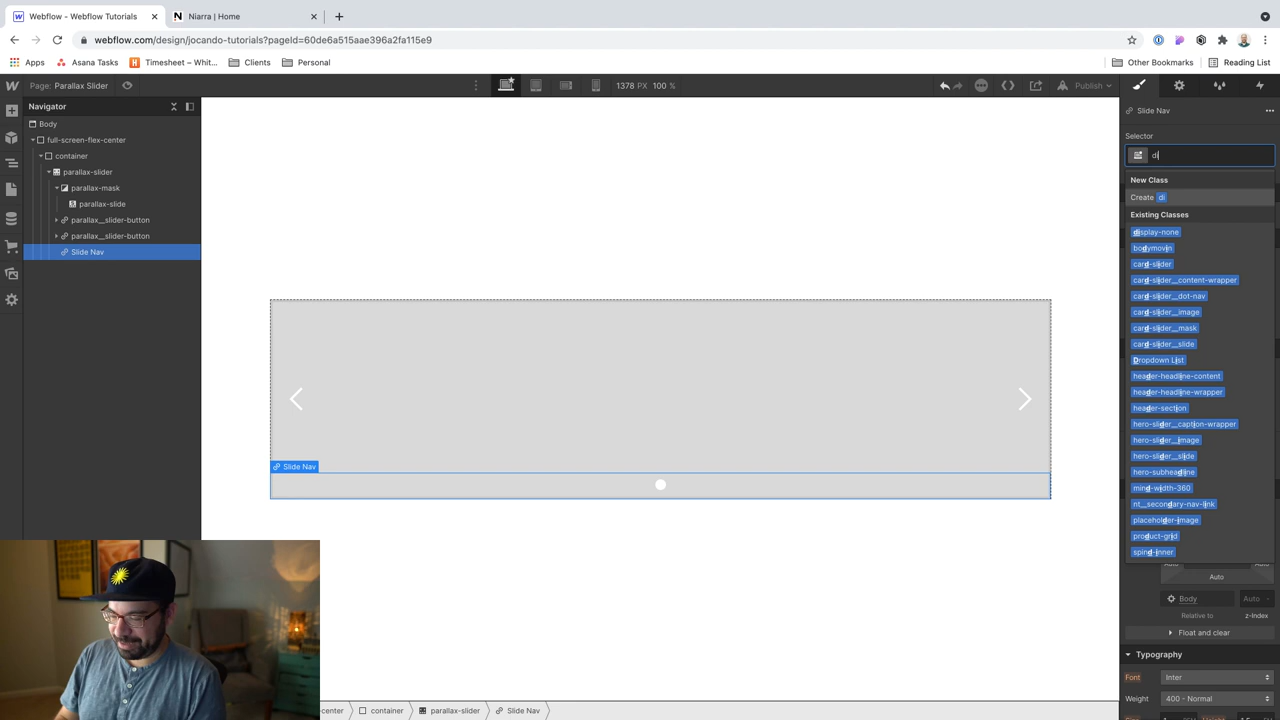 Webflow - Webflow Tutorials
Niarra | Home
webflow.com/design/jocando-tutorials?pageId=60de6a515aae396a2fa115e9
Apps
Asana Tasks
Timesheet – Whit...
Clients
Personal
Other Bookmarks
Reading List
Page: Parallax Slider
1378 PX 100 %
Publish
Navigator
Body
full-screen-flex-center
container
parallax-slider
parallax-mask
parallax-slide
parallax__slider-button
parallax__slider-button
Slide Nav
Slide Nav
Slide Nav
Selector
di
New Class
Create di
Existing Classes
display-none
bodymovin
card-slider
card-slider__content-wrapper
card-slider__dot-nav
card-slider__image
card-slider__mask
card-slider__slide
Dropdown List
header-headline-content
header-headline-wrapper
header-section
hero-slider__caption-wrapper
hero-slider__image
hero-slider__slide
hero-subheadline
mind-width-360
nt__secondary-nav-link
placeholder-image
product-grid
spind-inner
Auto
Body
Auto
Relative to
z-Index
Float and clear
Typography
Font
Inter
Weight
400 - Normal
center
container
parallax-slider
Slide Nav